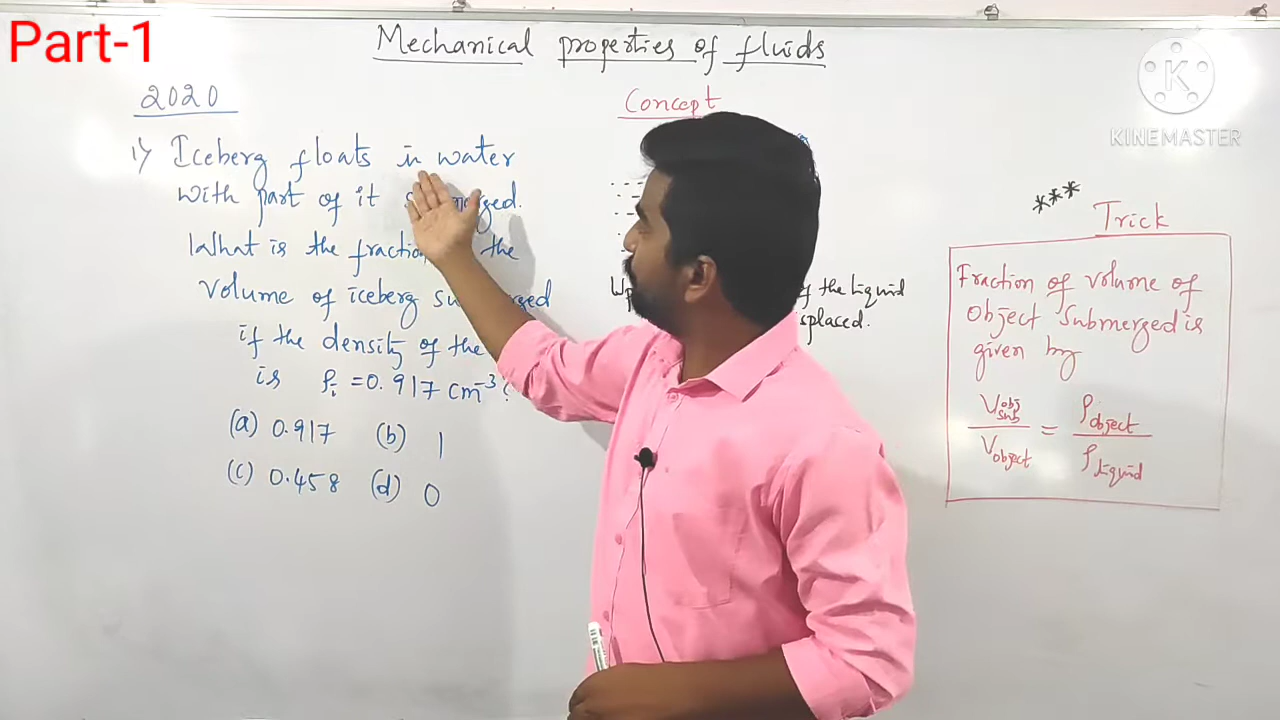 Part-1
Mechanical properties of fluids
KINEMASTER
2020
1) Iceberg floats in water
with part of it
What is the fraction the
volume of iceberg submerged
if the density of the
is ρi = 0.917 cm⁻³?
(a) 0.917 (b) 1
(c) 0.458 (d) 0
Concept
of the liquid
displaced.
***
Trick
Fraction of volume of
object submerged is
given by
V obj sub / V object = ρ object / ρ liquid